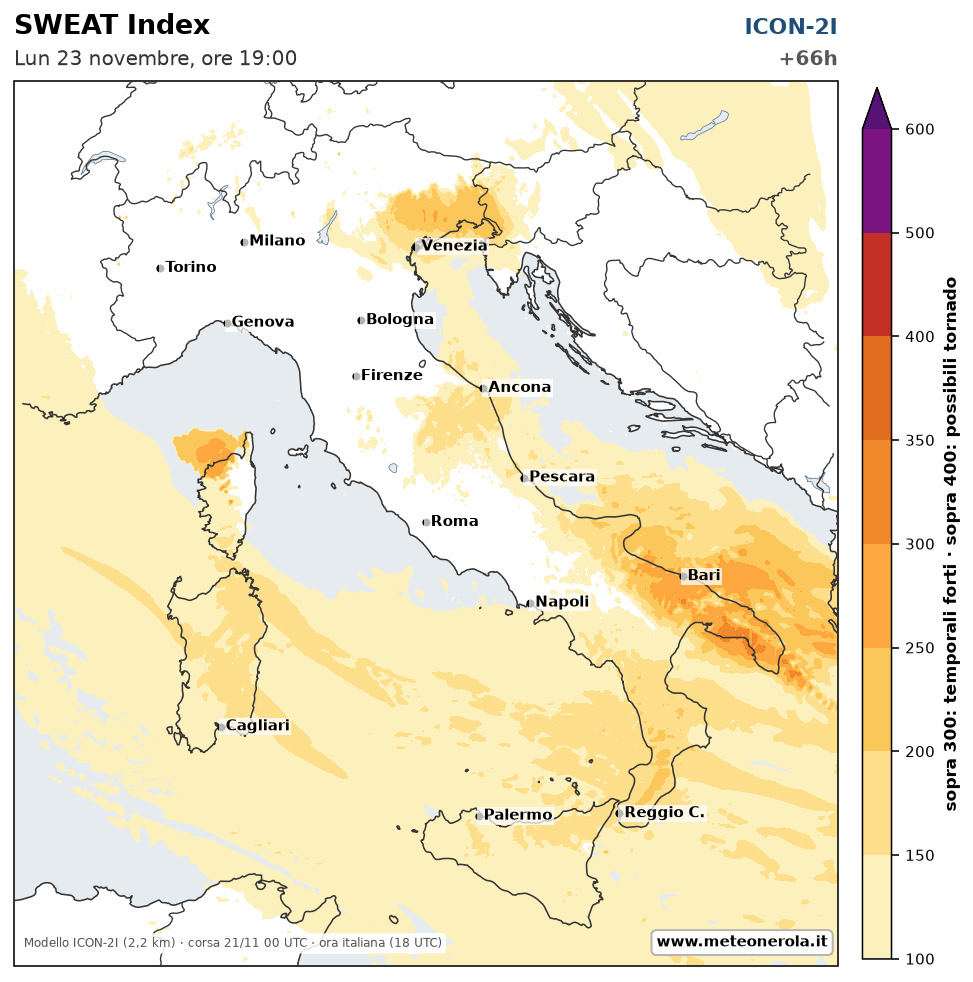 SWEAT Index
ICON-2I
Lun 23 novembre, ore 19:00
+66h
Milano
Venezia
Torino
Genova
Bologna
Firenze
Ancona
Pescara
Roma
Bari
Napoli
Cagliari
Palermo
Reggio C.
600
500
400
350
300
250
200
150
100
sopra 300: temporali forti · sopra 400: possibili tornado
Modello ICON-2I (2,2 km) · corsa 21/11 00 UTC · ora italiana (18 UTC)
www.meteonerola.it